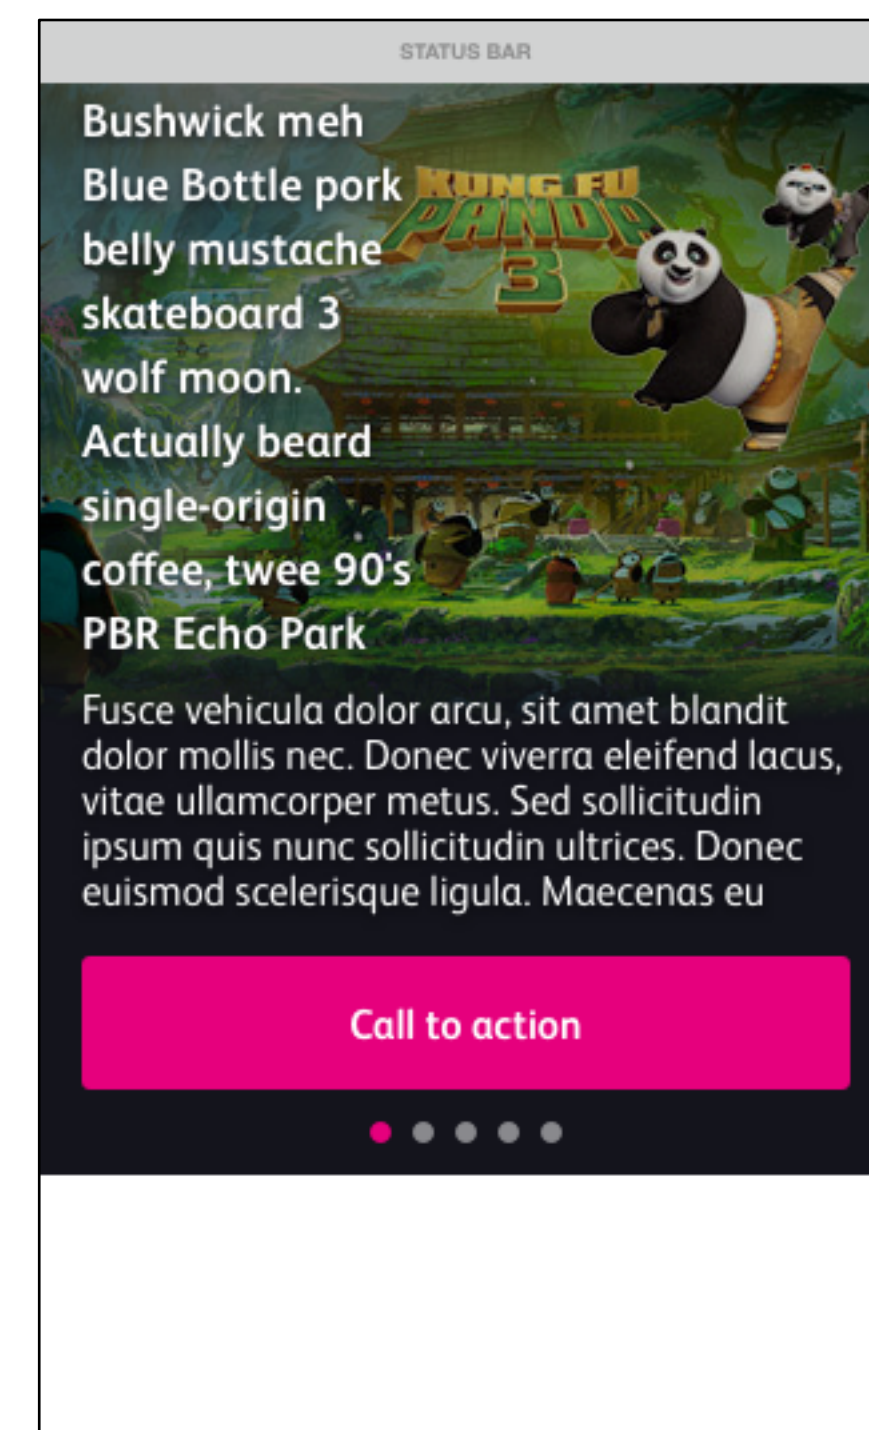 STATUS BAR
Bushwick meh
Blue Bottle pork
belly mustache
skateboard 3
wolf moon.
Actually beard
single-origin
coffee, twee 90's
PBR Echo Park
KUNG FU
PANDA
3
Fusce vehicula dolor arcu, sit amet blandit
dolor mollis nec. Donec viverra eleifend lacus,
vitae ullamcorper metus. Sed sollicitudin
ipsum quis nunc sollicitudin ultrices. Donec
euismod scelerisque ligula. Maecenas eu
Call to action